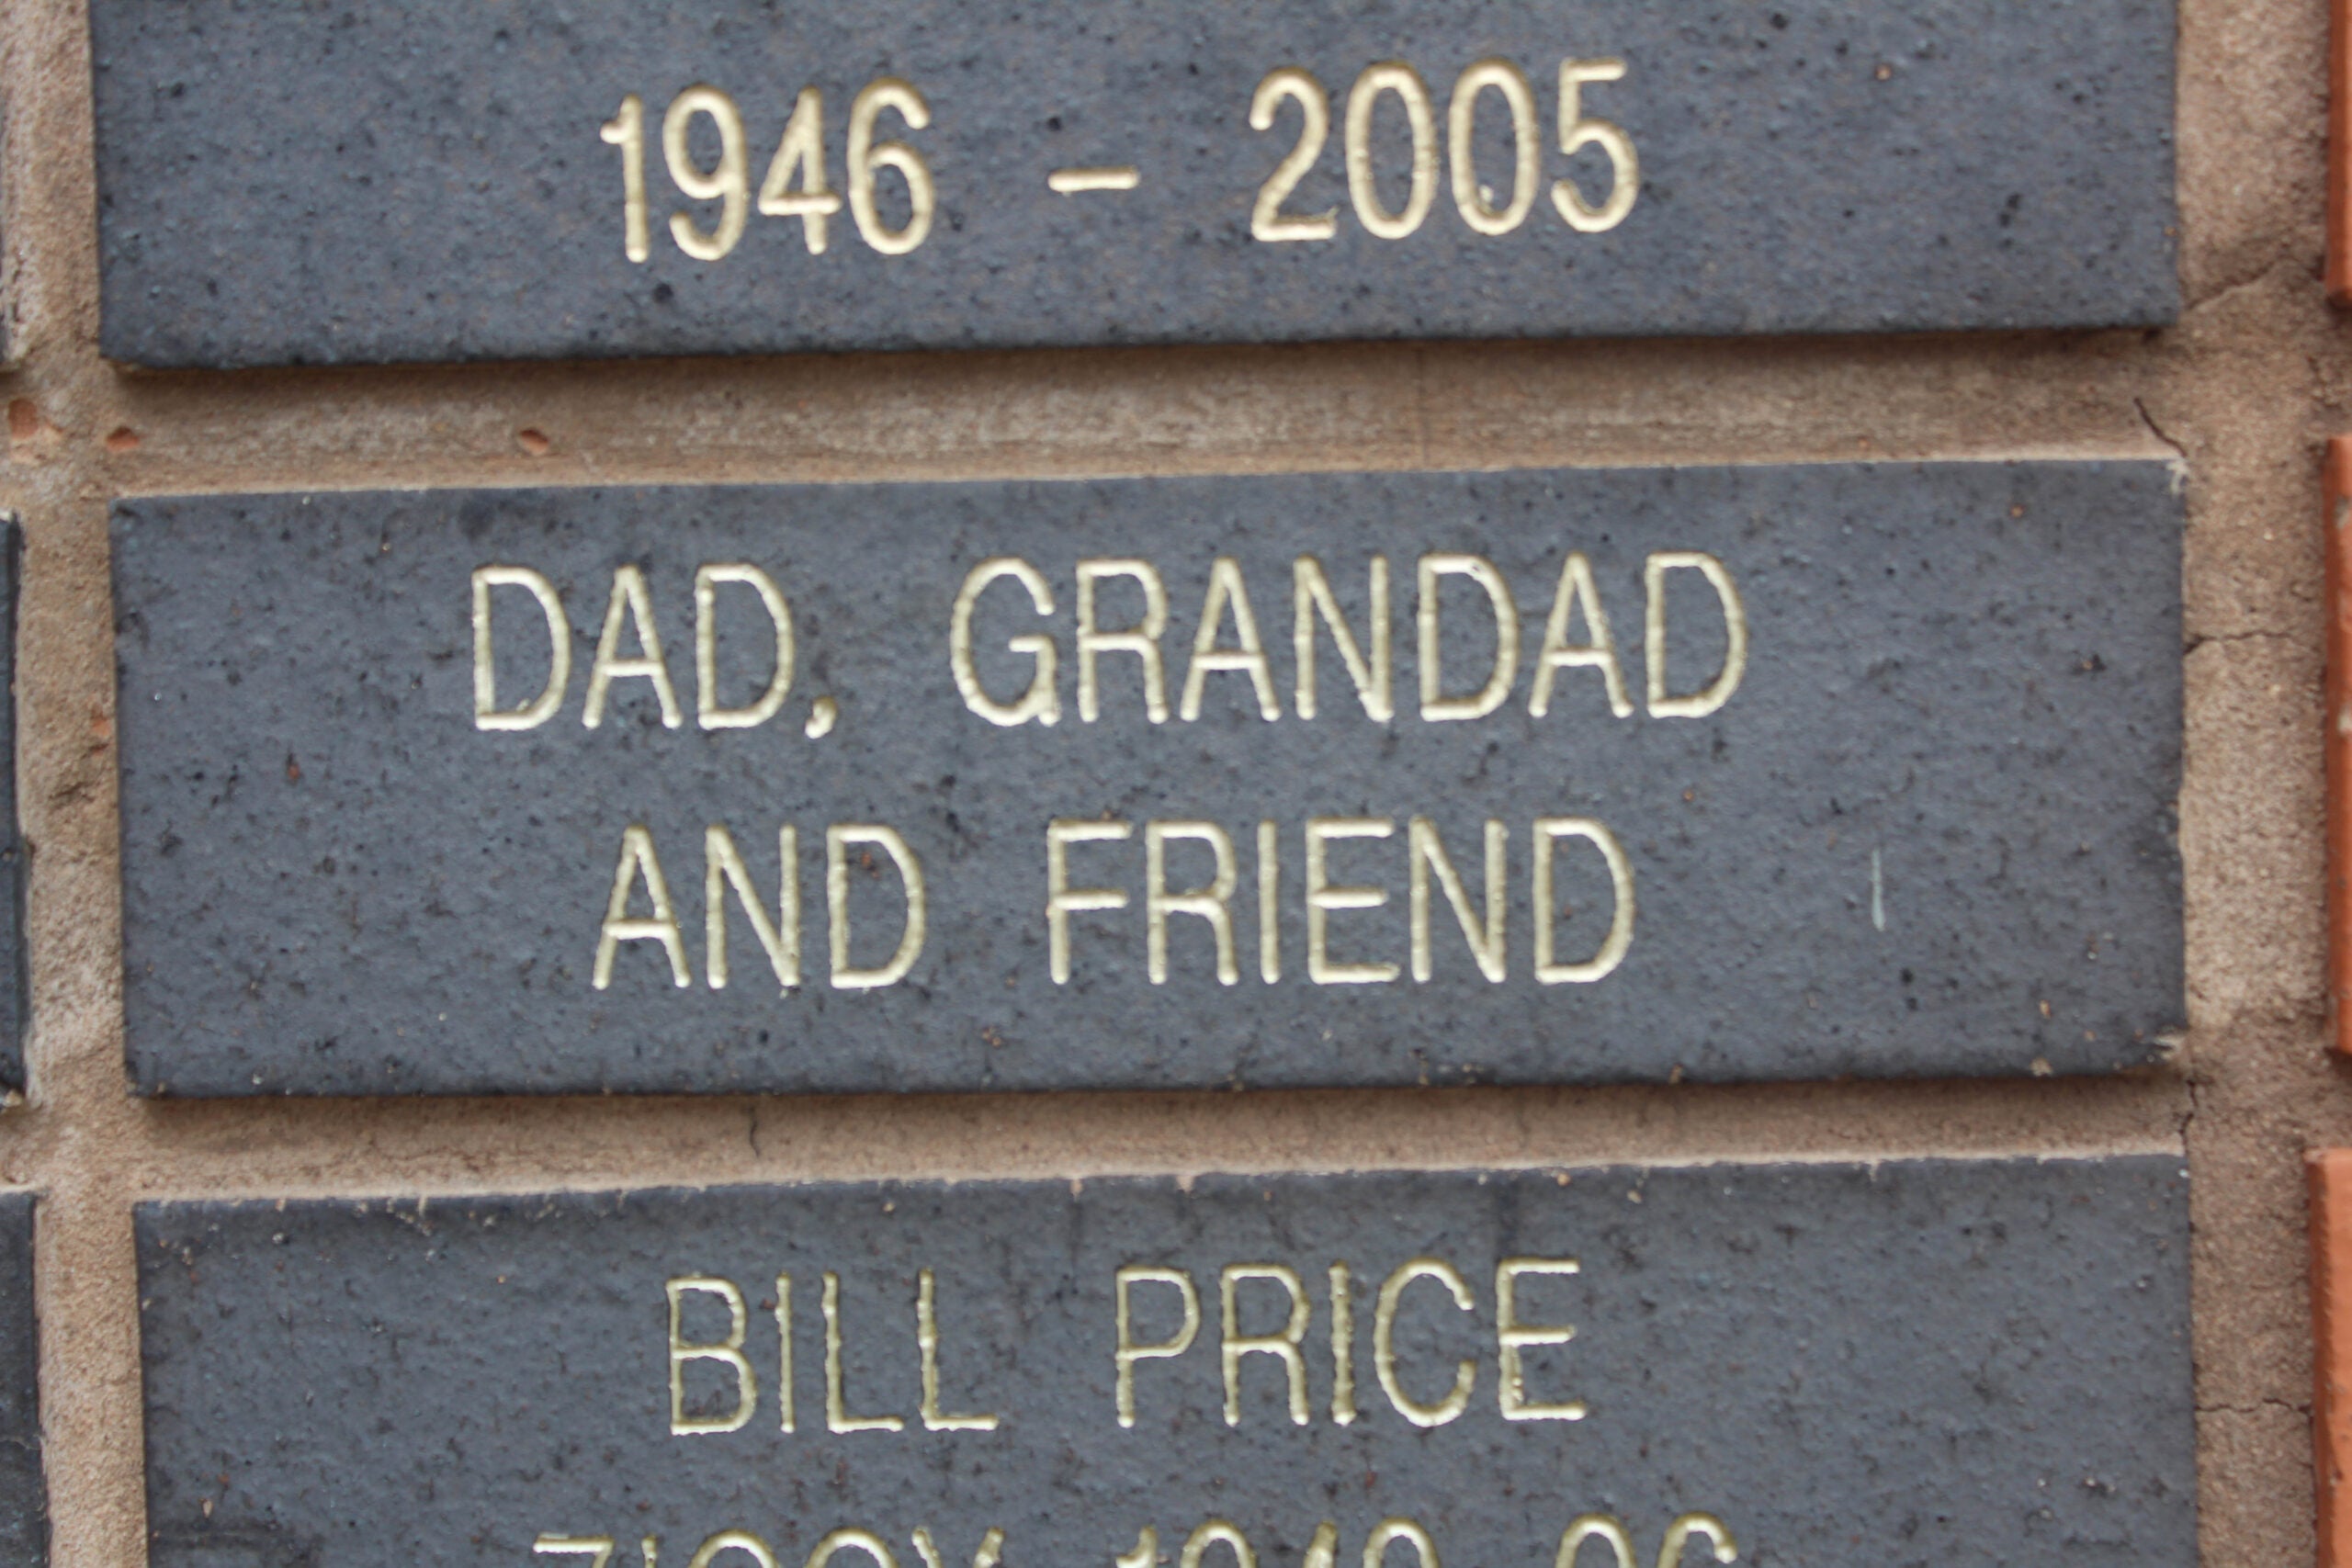 1946 - 2005
DAD, GRANDAD
AND FRIEND
BILL PRICE